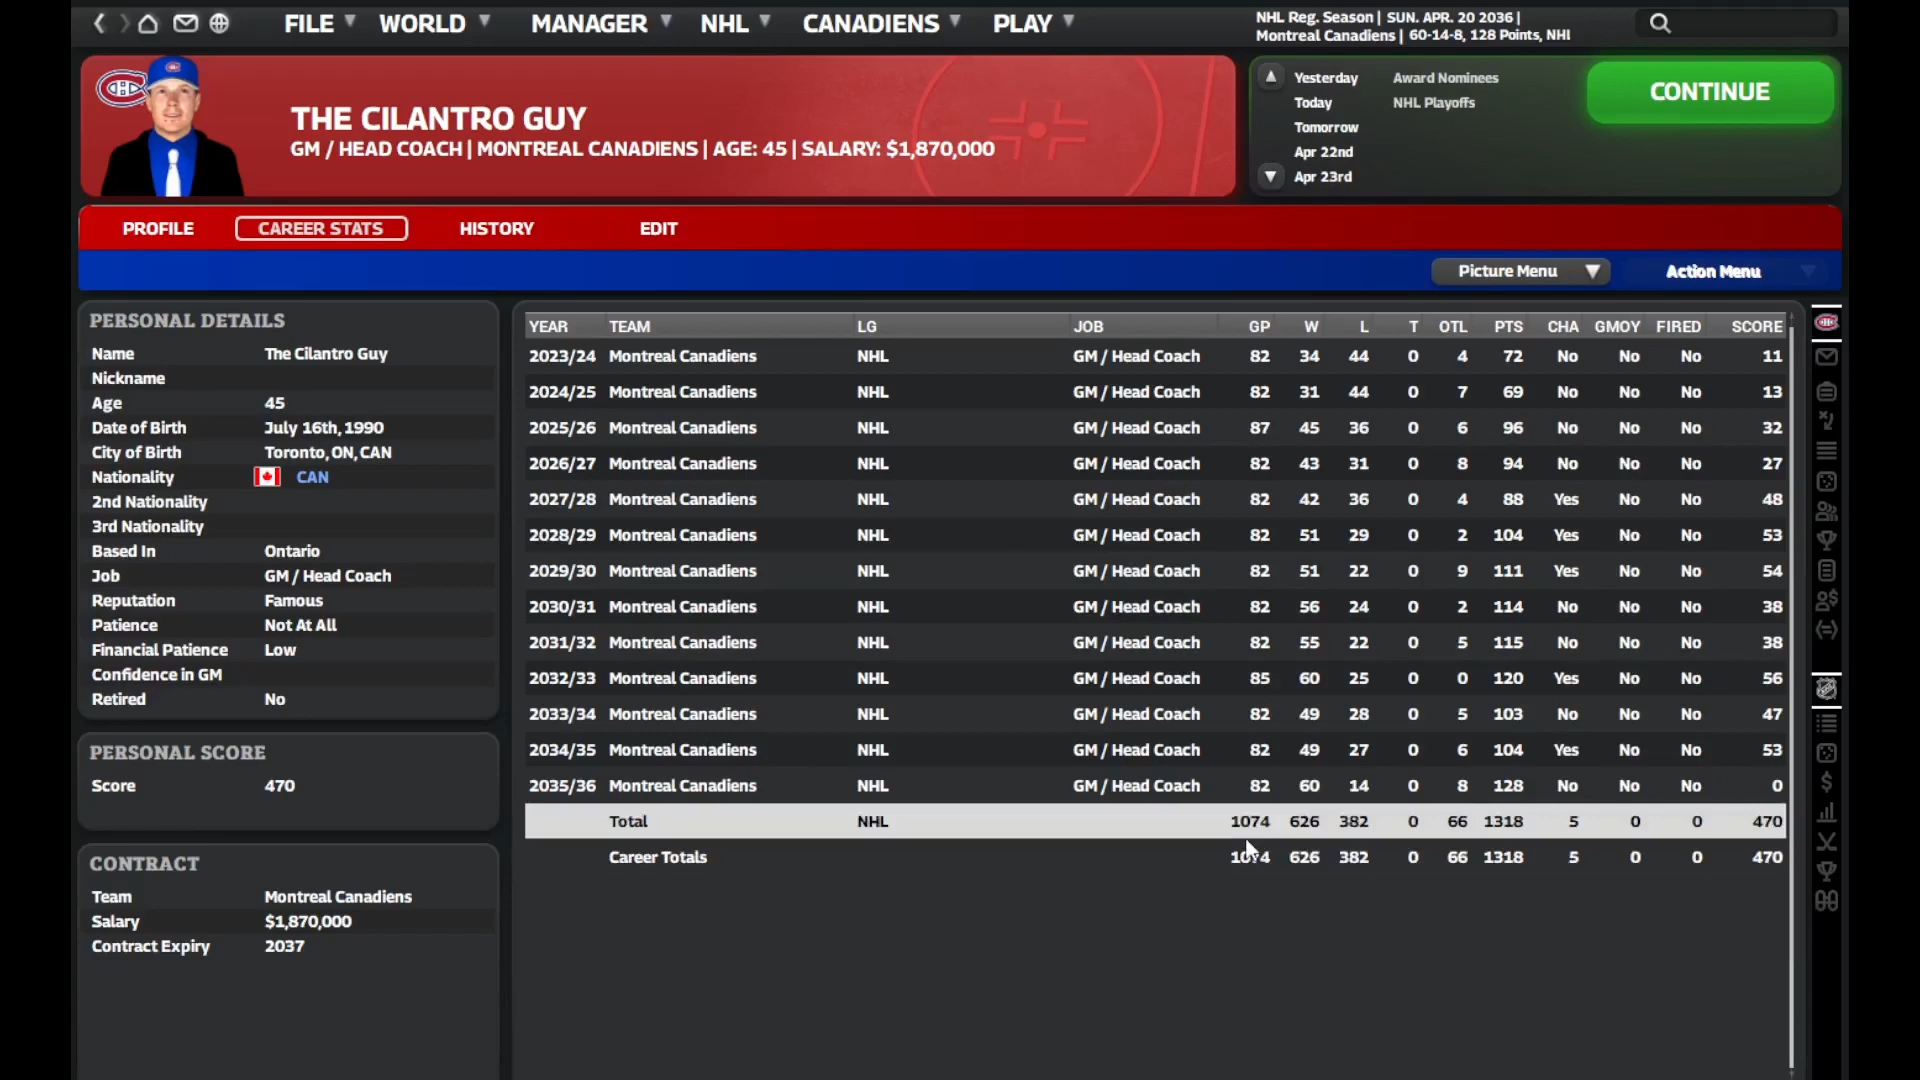 FILE WORLD MANAGER NHL CANADIENS PLAY
NHL Reg. Season | SUN. APR. 20 2036 |
Montreal Canadiens | 60-14-8, 128 Points, NHL
THE CILANTRO GUY
GM / HEAD COACH | MONTREAL CANADIENS | AGE: 45 | SALARY: $1,870,000
Yesterday Award Nominees
Today NHL Playoffs
Tomorrow
Apr 22nd
Apr 23rd
CONTINUE
PROFILE CAREER STATS HISTORY EDIT
Picture Menu Action Menu
PERSONAL DETAILS
Name The Cilantro Guy
Nickname
Age 45
Date of Birth July 16th, 1990
City of Birth Toronto, ON, CAN
Nationality CAN
2nd Nationality
3rd Nationality
Based In Ontario
Job GM / Head Coach
Reputation Famous
Patience Not At All
Financial Patience Low
Confidence in GM
Retired No
PERSONAL SCORE
Score 470
CONTRACT
Team Montreal Canadiens
Salary $1,870,000
Contract Expiry 2037
YEAR TEAM LG JOB GP W L T OTL PTS CHA GMOY FIRED SCORE
2023/24 Montreal Canadiens NHL GM / Head Coach 82 34 44 0 4 72 No No No 11
2024/25 Montreal Canadiens NHL GM / Head Coach 82 31 44 0 7 69 No No No 13
2025/26 Montreal Canadiens NHL GM / Head Coach 87 45 36 0 6 96 No No No 32
2026/27 Montreal Canadiens NHL GM / Head Coach 82 43 31 0 8 94 No No No 27
2027/28 Montreal Canadiens NHL GM / Head Coach 82 42 36 0 4 88 Yes No No 48
2028/29 Montreal Canadiens NHL GM / Head Coach 82 51 29 0 2 104 Yes No No 53
2029/30 Montreal Canadiens NHL GM / Head Coach 82 51 22 0 9 111 Yes No No 54
2030/31 Montreal Canadiens NHL GM / Head Coach 82 56 24 0 2 114 No No No 38
2031/32 Montreal Canadiens NHL GM / Head Coach 82 55 22 0 5 115 No No No 38
2032/33 Montreal Canadiens NHL GM / Head Coach 85 60 25 0 0 120 Yes No No 56
2033/34 Montreal Canadiens NHL GM / Head Coach 82 49 28 0 5 103 No No No 47
2034/35 Montreal Canadiens NHL GM / Head Coach 82 49 27 0 6 104 Yes No No 53
2035/36 Montreal Canadiens NHL GM / Head Coach 82 60 14 0 8 128 No No No 0
Total NHL 1074 626 382 0 66 1318 5 0 0 470
Career Totals 1074 626 382 0 66 1318 5 0 0 470